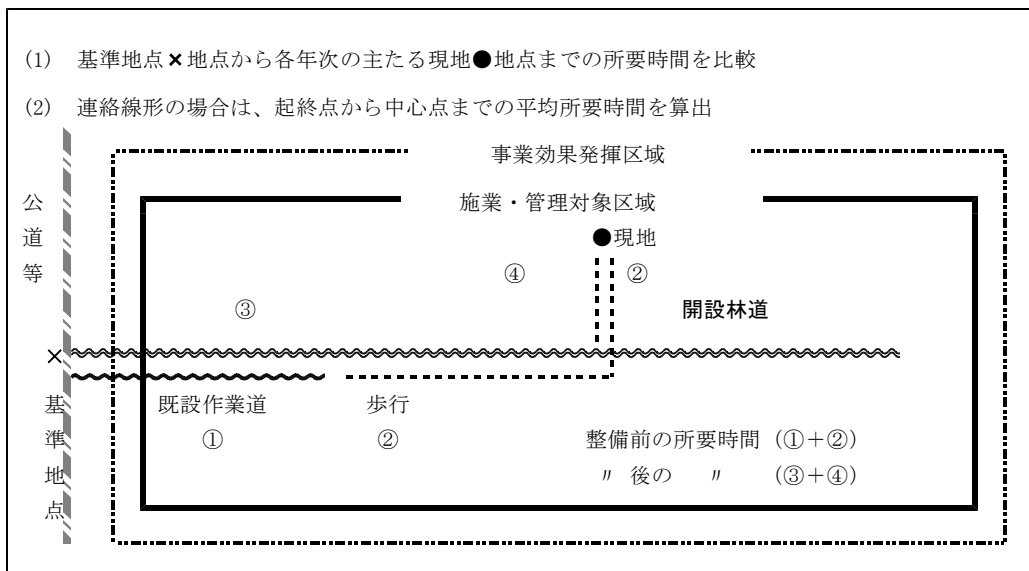 (1) 基準地点×地点から各年次の主たる現地●地点までの所要時間を比較
(2) 連絡線形の場合は、起終点から中心点までの平均所要時間を算出
事業効果発揮区域
施業・管理対象区域
公道等
●現地
④ ②
③ 開設林道
×
基準地点
既設作業道 歩行
① ② 整備前の所要時間(①+②)
〃 後の 〃 (③+④)